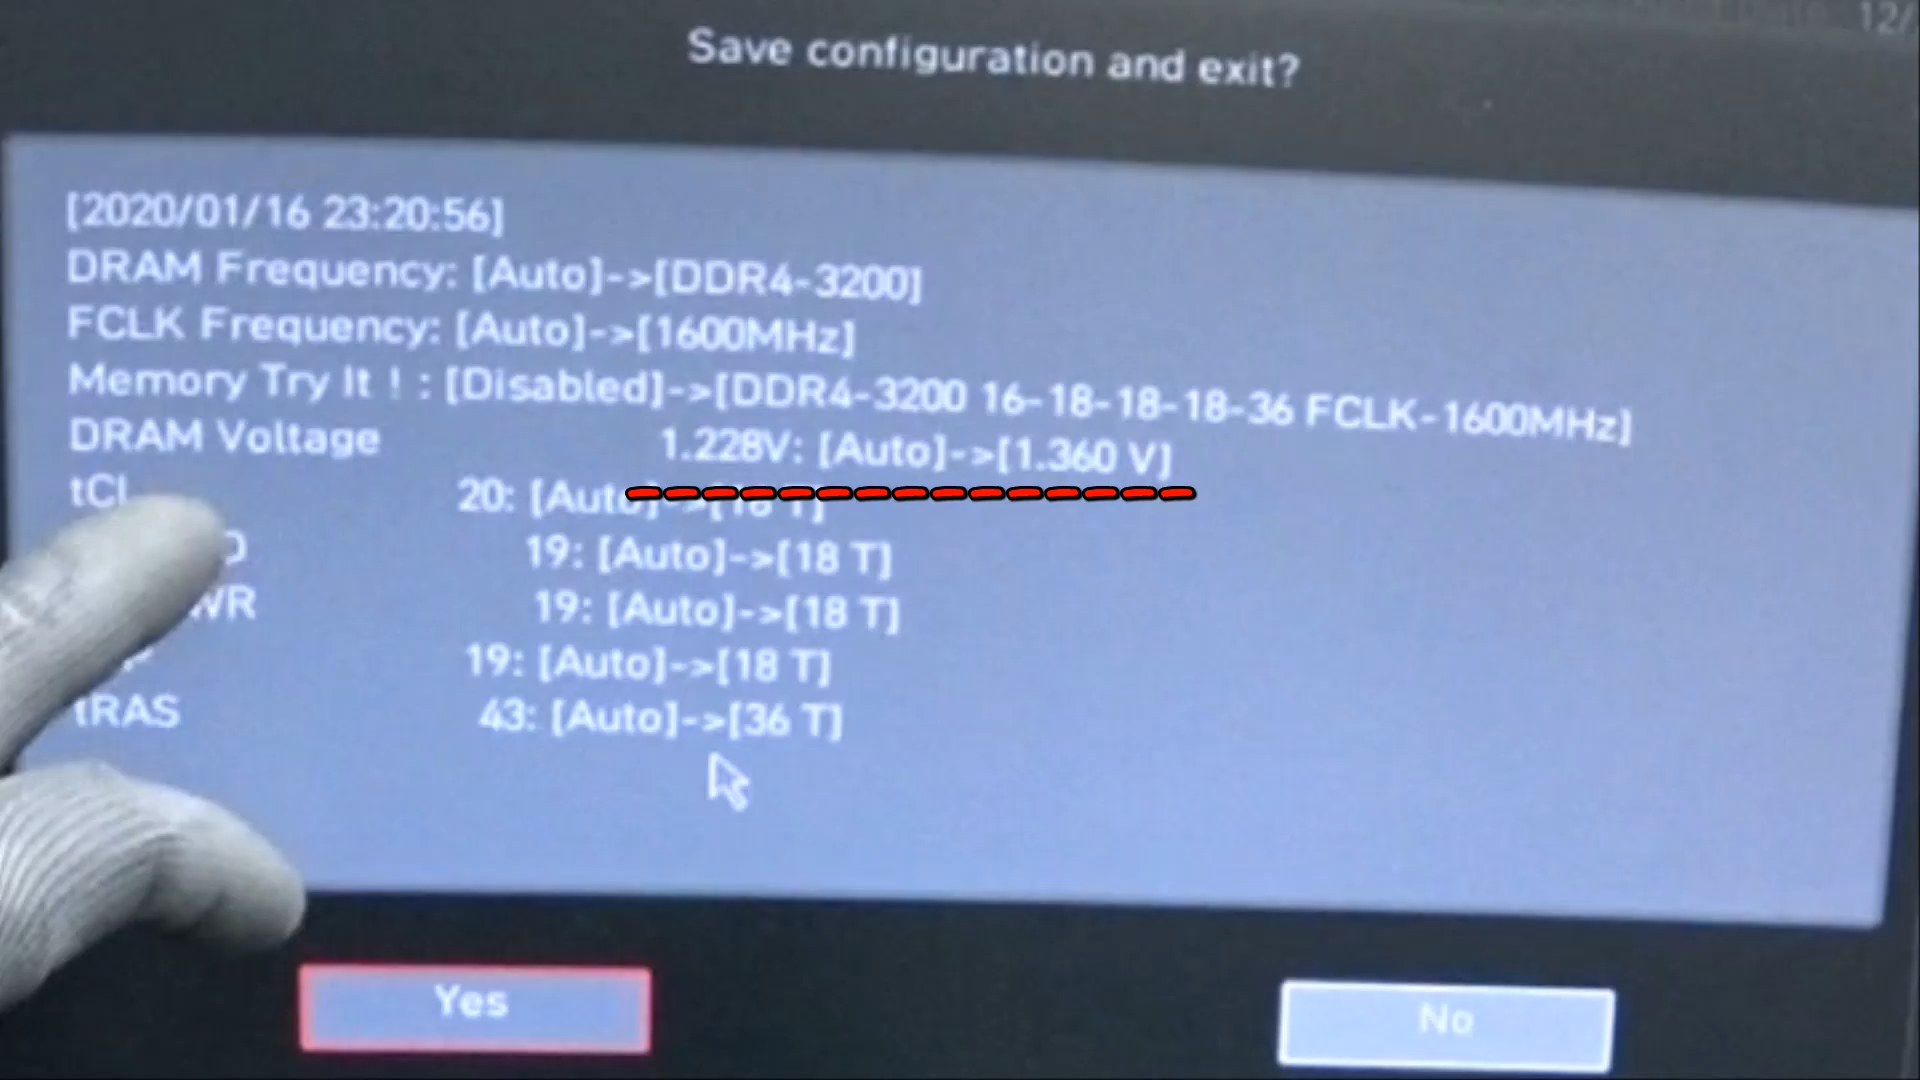 12/
Save configuration and exit?
[2020/01/16 23:20:56]
DRAM Frequency: [Auto]->[DDR4-3200]
FCLK Frequency: [Auto]->[1600MHz]
Memory Try It ! : [Disabled]->[DDR4-3200 16-18-18-18-36 FCLK-1600MHz]
DRAM Voltage 1.228V: [Auto]->[1.360 V]
tCL 20: [Auto]->[16 T]
19: [Auto]->[18 T]
WR 19: [Auto]->[18 T]
19: [Auto]->[18 T]
tRAS 43: [Auto]->[36 T]
Yes
No